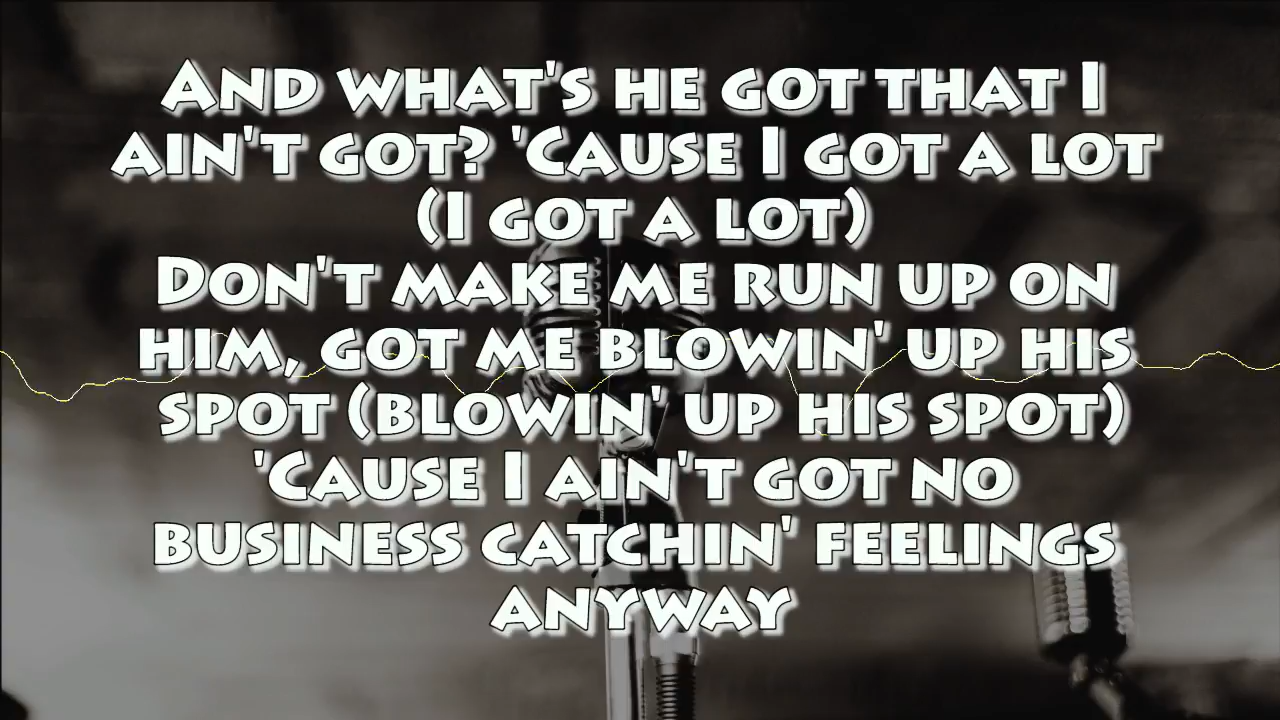 And what's he got that I
ain't got? 'Cause I got a lot
(I got a lot)
Don't make me run up on
him, got me blowin' up his
spot (blowin' up his spot)
'Cause I ain't got no
business catchin' feelings
anyway